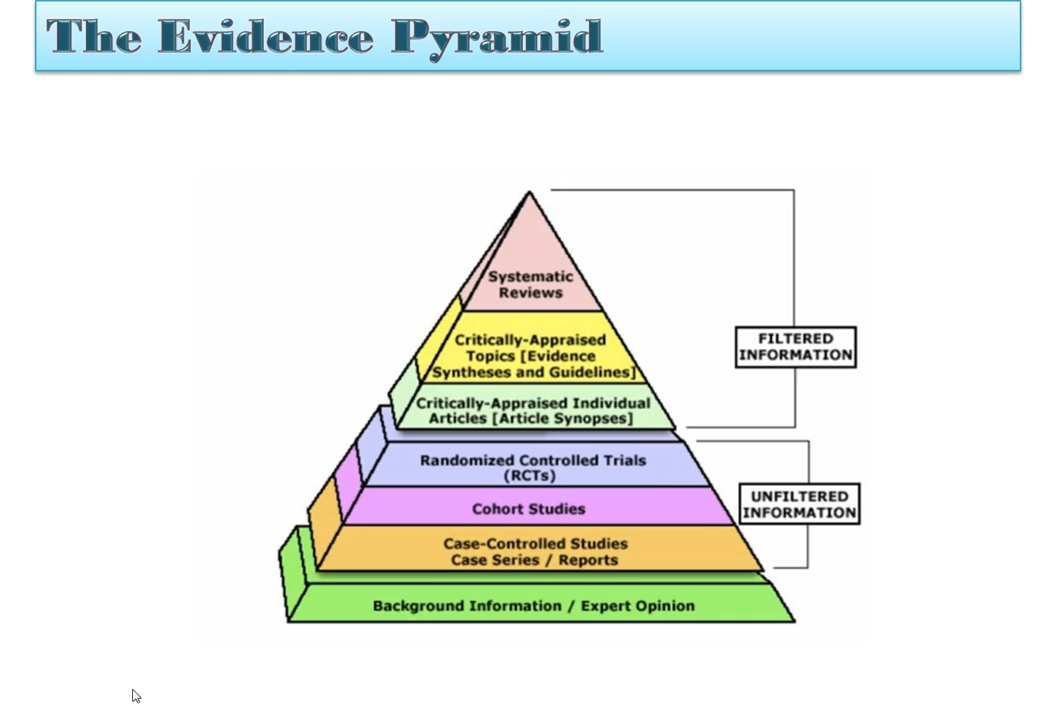 The Evidence Pyramid
Systematic
Reviews
Critically-Appraised
Topics [Evidence
Syntheses and Guidelines]
FILTERED
INFORMATION
Critically-Appraised Individual
Articles [Article Synopses]
Randomized Controlled Trials
(RCTs)
UNFILTERED
INFORMATION
Cohort Studies
Case-Controlled Studies
Case Series / Reports
Background Information / Expert Opinion